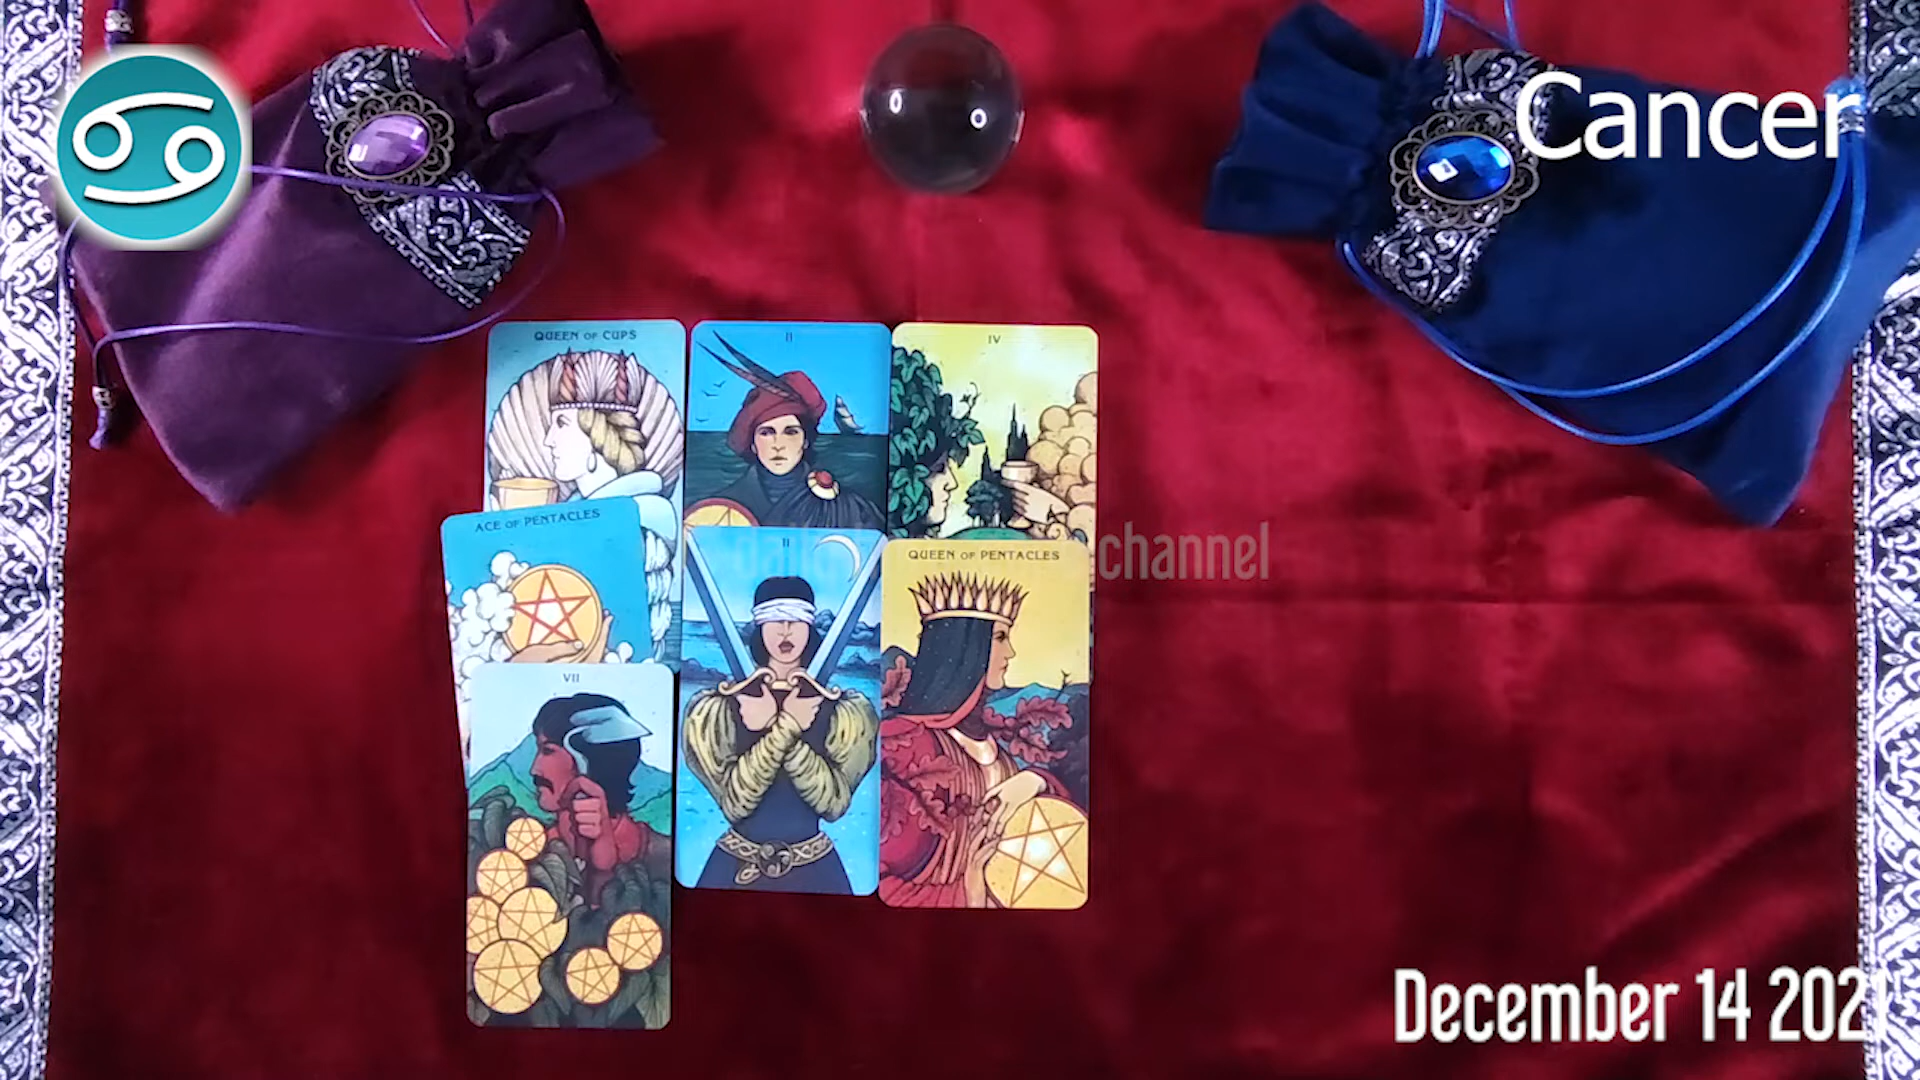 Cancer
QUEEN OF CUPS
II
IV
ACE OF PENTACLES
channel
II
QUEEN OF PENTACLES
VII
December 14 202